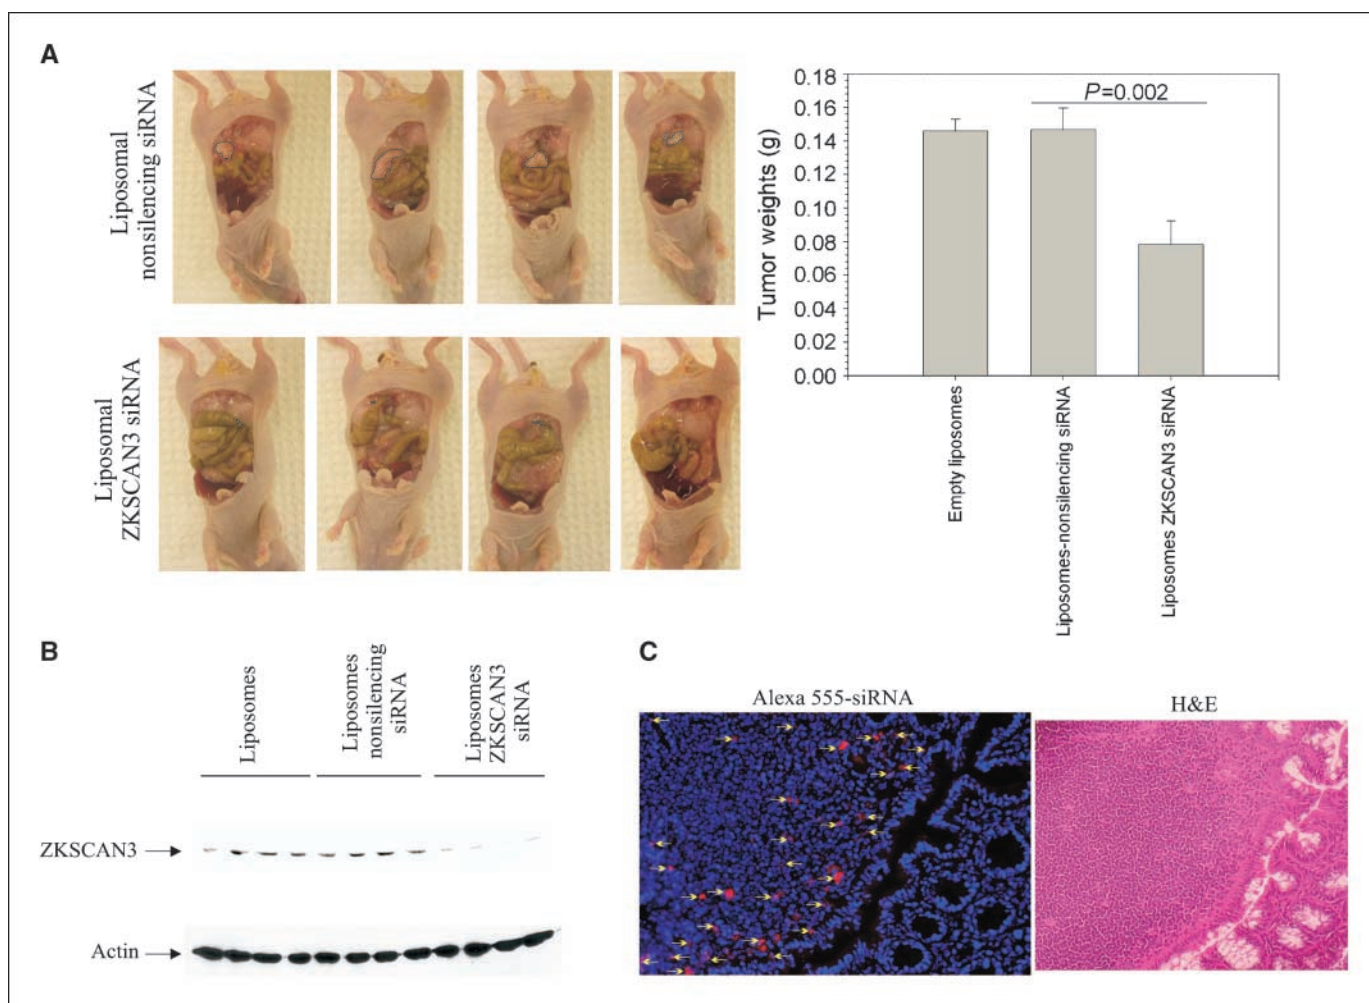 A
Liposomal
nonsilencing siRNA
Liposomal
ZKSCAN3 siRNA
Tumor weights (g)
0.18
0.16
0.14
0.12
0.10
0.08
0.06
0.04
0.02
0.00
P=0.002
Empty liposomes
Liposomes-nonsilencing siRNA
Liposomes ZKSCAN3 siRNA
B
Liposomes
Liposomes
nonsilencing
siRNA
Liposomes
ZKSCAN3
siRNA
ZKSCAN3
Actin
C
Alexa 555-siRNA
H&E